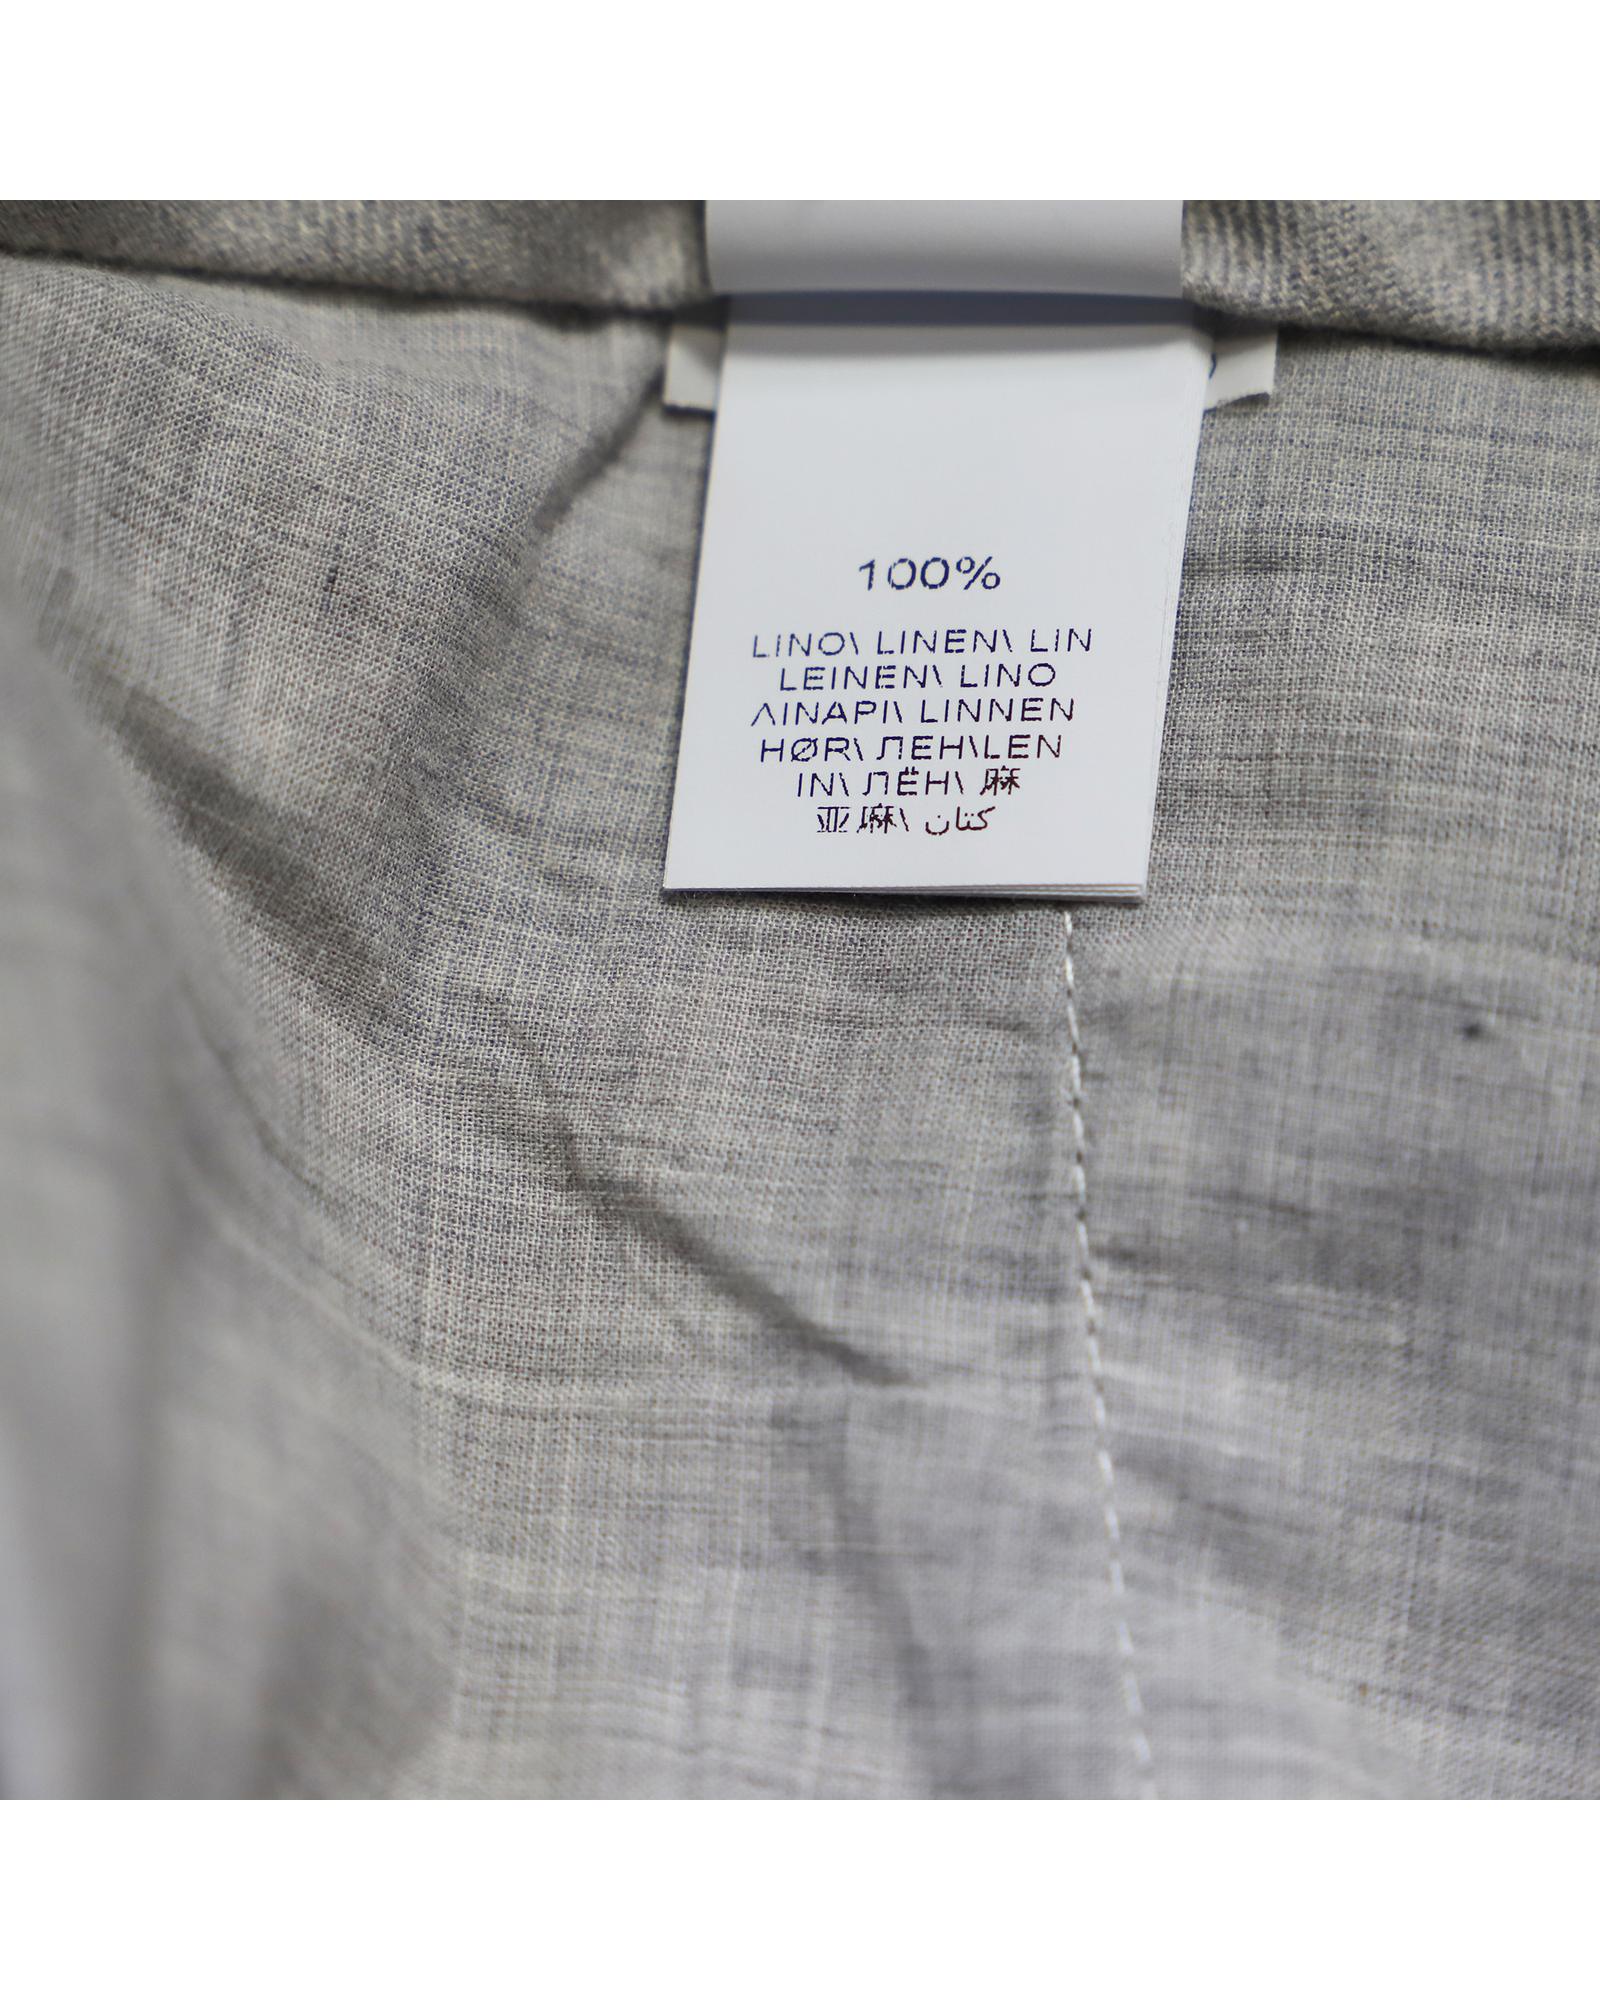 100%
LINO\ LINEN\ LIN
LEINEN\ LINO
ΛΙΝΑΡΙ\ LINNEN
HØR\ ЛЕН\LEN
IN\ ЛЁН\ 麻
亚麻\ كتان